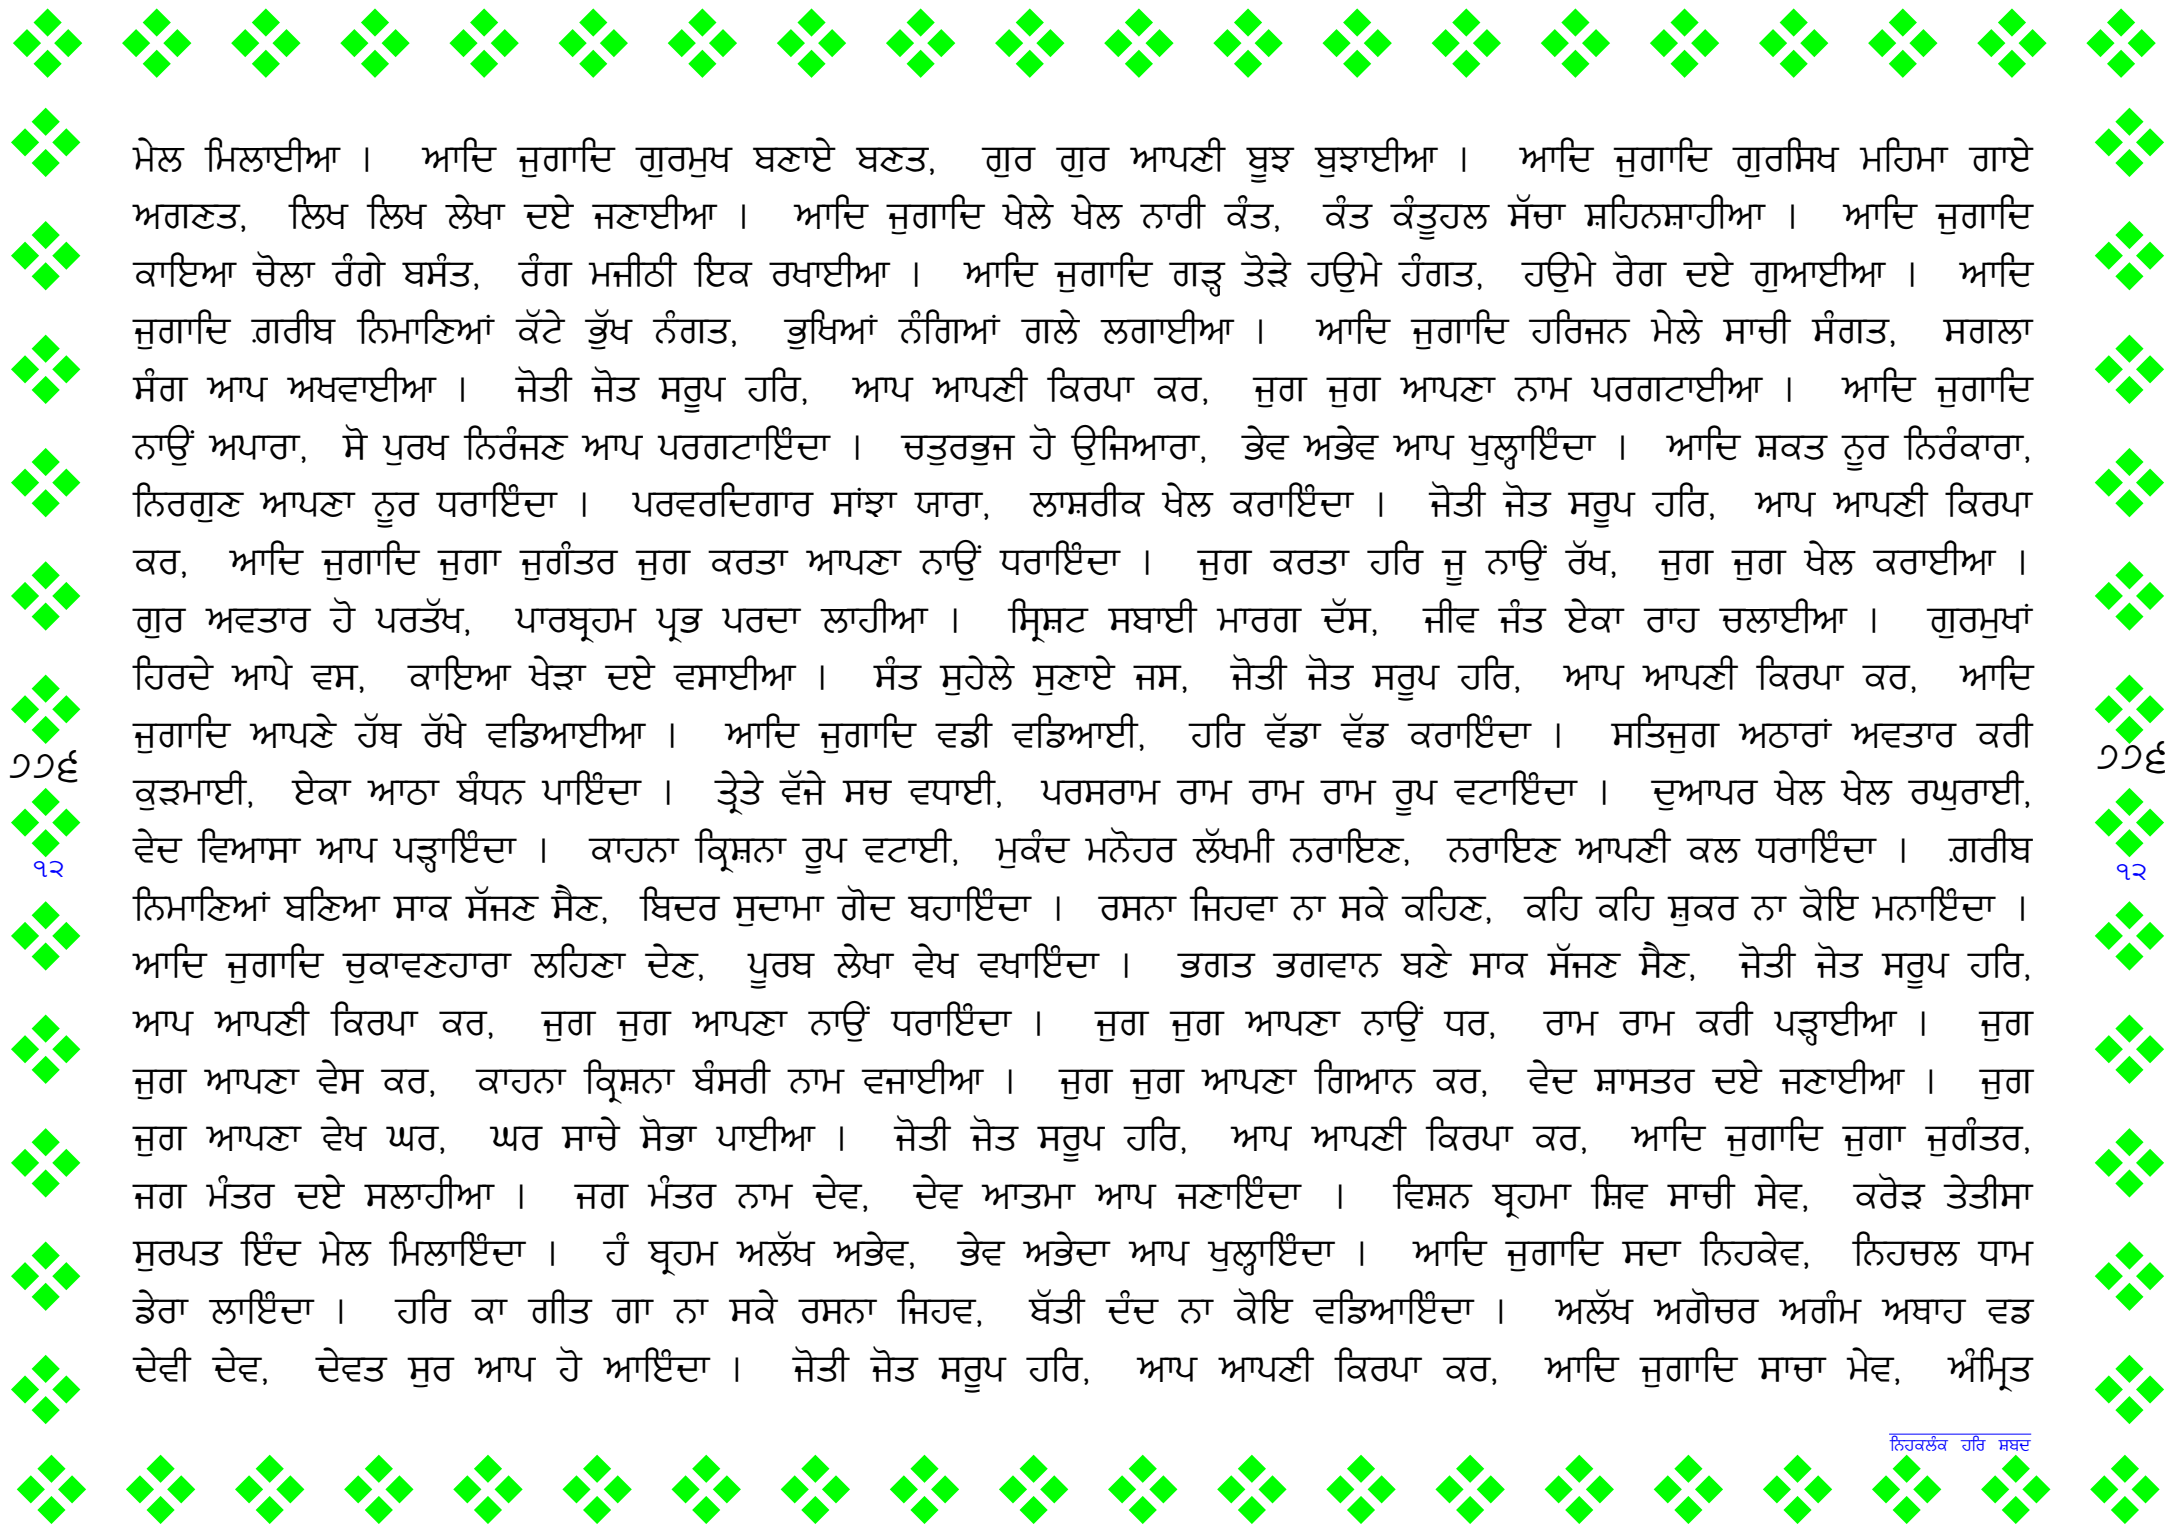 ਮੇਲ ਮਿਲਾਈਆ । ਆਦਿ ਜੁਗਾਦਿ ਗੁਰਮੁਖ ਬਣਾਏ ਬਣਤ, ਗੁਰ ਗੁਰ ਆਪਣੀ ਬੂਝ ਬੁਝਾਈਆ । ਆਦਿ ਜੁਗਾਦਿ ਗੁਰਸਿਖ ਮਹਿਮਾ ਗਾਏ
ਅਗਣਤ, ਲਿਖ ਲਿਖ ਲੇਖਾ ਦਏ ਜਣਾਈਆ । ਆਦਿ ਜੁਗਾਦਿ ਖੇਲੇ ਖੇਲ ਨਾਰੀ ਕੰਤ, ਕੰਤ ਕੰਤੂਹਲ ਸੱਚਾ ਸ਼ਹਿਨਸ਼ਾਹੀਆ । ਆਦਿ ਜੁਗਾਦਿ
ਕਾਇਆ ਚੋਲਾ ਰੰਗੇ ਬਸੰਤ, ਰੰਗ ਮਜੀਠੀ ਇਕ ਰਖਾਈਆ । ਆਦਿ ਜੁਗਾਦਿ ਗੜ੍ਹ ਤੋੜੇ ਹਉਮੇ ਹੰਗਤ, ਹਉਮੇ ਰੋਗ ਦਏ ਗੁਆਈਆ । ਆਦਿ
ਜੁਗਾਦਿ ਗ਼ਰੀਬ ਨਿਮਾਣਿਆਂ ਕੱਟੇ ਭੁੱਖ ਨੰਗਤ, ਭੁਖਿਆਂ ਨੰਗਿਆਂ ਗਲੇ ਲਗਾਈਆ । ਆਦਿ ਜੁਗਾਦਿ ਹਰਿਜਨ ਮੇਲੇ ਸਾਚੀ ਸੰਗਤ, ਸਗਲਾ
ਸੰਗ ਆਪ ਅਖਵਾਈਆ । ਜੋਤੀ ਜੋਤ ਸਰੂਪ ਹਰਿ, ਆਪ ਆਪਣੀ ਕਿਰਪਾ ਕਰ, ਜੁਗ ਜੁਗ ਆਪਣਾ ਨਾਮ ਪਰਗਟਾਈਆ । ਆਦਿ ਜੁਗਾਦਿ
ਨਾਉਂ ਅਪਾਰਾ, ਸੋ ਪੁਰਖ ਨਿਰੰਜਣ ਆਪ ਪਰਗਟਾਇੰਦਾ । ਚਤੁਰਭੁਜ ਹੋ ਉਜਿਆਰਾ, ਭੇਵ ਅਭੇਵ ਆਪ ਖੁਲ੍ਹਾਇੰਦਾ । ਆਦਿ ਸ਼ਕਤ ਨੂਰ ਨਿਰੰਕਾਰਾ,
ਨਿਰਗੁਣ ਆਪਣਾ ਨੂਰ ਧਰਾਇੰਦਾ । ਪਰਵਰਦਿਗਾਰ ਸਾਂਝਾ ਯਾਰਾ, ਲਾਸ਼ਰੀਕ ਖੇਲ ਕਰਾਇੰਦਾ । ਜੋਤੀ ਜੋਤ ਸਰੂਪ ਹਰਿ, ਆਪ ਆਪਣੀ ਕਿਰਪਾ
ਕਰ, ਆਦਿ ਜੁਗਾਦਿ ਜੁਗਾ ਜੁਗੰਤਰ ਜੁਗ ਕਰਤਾ ਆਪਣਾ ਨਾਉਂ ਧਰਾਇੰਦਾ । ਜੁਗ ਕਰਤਾ ਹਰਿ ਜੂ ਨਾਉਂ ਰੱਖ, ਜੁਗ ਜੁਗ ਖੇਲ ਕਰਾਈਆ ।
ਗੁਰ ਅਵਤਾਰ ਹੋ ਪਰਤੱਖ, ਪਾਰਬ੍ਰਹਮ ਪ੍ਰਭ ਪਰਦਾ ਲਾਹੀਆ । ਸ੍ਰਿਸ਼ਟ ਸਬਾਈ ਮਾਰਗ ਦੱਸ, ਜੀਵ ਜੰਤ ਏਕਾ ਰਾਹ ਚਲਾਈਆ । ਗੁਰਮੁਖਾਂ
ਹਿਰਦੇ ਆਪੇ ਵਸ, ਕਾਇਆ ਖੇੜਾ ਦਏ ਵਸਾਈਆ । ਸੰਤ ਸੁਹੇਲੇ ਸੁਣਾਏ ਜਸ, ਜੋਤੀ ਜੋਤ ਸਰੂਪ ਹਰਿ, ਆਪ ਆਪਣੀ ਕਿਰਪਾ ਕਰ, ਆਦਿ
ਜੁਗਾਦਿ ਆਪਣੇ ਹੱਥ ਰੱਖੇ ਵਡਿਆਈਆ । ਆਦਿ ਜੁਗਾਦਿ ਵਡੀ ਵਡਿਆਈ, ਹਰਿ ਵੱਡਾ ਵੱਡ ਕਰਾਇੰਦਾ । ਸਤਿਜੁਗ ਅਠਾਰਾਂ ਅਵਤਾਰ ਕਰੀ
੭੭੬ ੭੭੬
ਕੁੜਮਾਈ, ਏਕਾ ਆਠਾ ਬੰਧਨ ਪਾਇੰਦਾ । ਤ੍ਰੇਤੇ ਵੱਜੇ ਸਚ ਵਧਾਈ, ਪਰਸਰਾਮ ਰਾਮ ਰਾਮ ਰਾਮ ਰੂਪ ਵਟਾਇੰਦਾ । ਦੁਆਪਰ ਖੇਲ ਖੇਲ ਰਘੁਰਾਈ,
ਵੇਦ ਵਿਆਸਾ ਆਪ ਪੜ੍ਹਾਇੰਦਾ । ਕਾਹਨਾ ਕ੍ਰਿਸ਼ਨਾ ਰੂਪ ਵਟਾਈ, ਮੁਕੰਦ ਮਨੋਹਰ ਲੱਖਮੀ ਨਰਾਇਣ, ਨਰਾਇਣ ਆਪਣੀ ਕਲ ਧਰਾਇੰਦਾ । ਗ਼ਰੀਬ
੧੨ ੧੨
ਨਿਮਾਣਿਆਂ ਬਣਿਆ ਸਾਕ ਸੱਜਣ ਸੈਣ, ਬਿਦਰ ਸੁਦਾਮਾ ਗੋਦ ਬਹਾਇੰਦਾ । ਰਸਨਾ ਜਿਹਵਾ ਨਾ ਸਕੇ ਕਹਿਣ, ਕਹਿ ਕਹਿ ਸ਼ੁਕਰ ਨਾ ਕੋਇ ਮਨਾਇੰਦਾ ।
ਆਦਿ ਜੁਗਾਦਿ ਚੁਕਾਵਣਹਾਰਾ ਲਹਿਣਾ ਦੇਣ, ਪੂਰਬ ਲੇਖਾ ਵੇਖ ਵਖਾਇੰਦਾ । ਭਗਤ ਭਗਵਾਨ ਬਣੇ ਸਾਕ ਸੱਜਣ ਸੈਣ, ਜੋਤੀ ਜੋਤ ਸਰੂਪ ਹਰਿ,
ਆਪ ਆਪਣੀ ਕਿਰਪਾ ਕਰ, ਜੁਗ ਜੁਗ ਆਪਣਾ ਨਾਉਂ ਧਰਾਇੰਦਾ । ਜੁਗ ਜੁਗ ਆਪਣਾ ਨਾਉਂ ਧਰ, ਰਾਮ ਰਾਮ ਕਰੀ ਪੜ੍ਹਾਈਆ । ਜੁਗ
ਜੁਗ ਆਪਣਾ ਵੇਸ ਕਰ, ਕਾਹਨਾ ਕ੍ਰਿਸ਼ਨਾ ਬੰਸਰੀ ਨਾਮ ਵਜਾਈਆ । ਜੁਗ ਜੁਗ ਆਪਣਾ ਗਿਆਨ ਕਰ, ਵੇਦ ਸ਼ਾਸਤਰ ਦਏ ਜਣਾਈਆ । ਜੁਗ
ਜੁਗ ਆਪਣਾ ਵੇਖ ਘਰ, ਘਰ ਸਾਚੇ ਸੋਭਾ ਪਾਈਆ । ਜੋਤੀ ਜੋਤ ਸਰੂਪ ਹਰਿ, ਆਪ ਆਪਣੀ ਕਿਰਪਾ ਕਰ, ਆਦਿ ਜੁਗਾਦਿ ਜੁਗਾ ਜੁਗੰਤਰ,
ਜਗ ਮੰਤਰ ਦਏ ਸਲਾਹੀਆ । ਜਗ ਮੰਤਰ ਨਾਮ ਦੇਵ, ਦੇਵ ਆਤਮਾ ਆਪ ਜਣਾਇੰਦਾ । ਵਿਸ਼ਨ ਬ੍ਰਹਮਾ ਸ਼ਿਵ ਸਾਚੀ ਸੇਵ, ਕਰੋੜ ਤੇਤੀਸਾ
ਸੁਰਪਤ ਇੰਦ ਮੇਲ ਮਿਲਾਇੰਦਾ । ਹੰ ਬ੍ਰਹਮ ਅਲੱਖ ਅਭੇਵ, ਭੇਵ ਅਭੇਦਾ ਆਪ ਖੁਲ੍ਹਾਇੰਦਾ । ਆਦਿ ਜੁਗਾਦਿ ਸਦਾ ਨਿਹਕੇਵ, ਨਿਹਚਲ ਧਾਮ
ਡੇਰਾ ਲਾਇੰਦਾ । ਹਰਿ ਕਾ ਗੀਤ ਗਾ ਨਾ ਸਕੇ ਰਸਨਾ ਜਿਹਵ, ਬੱਤੀ ਦੰਦ ਨਾ ਕੋਇ ਵਡਿਆਇੰਦਾ । ਅਲੱਖ ਅਗੋਚਰ ਅਗੰਮ ਅਥਾਹ ਵਡ
ਦੇਵੀ ਦੇਵ, ਦੇਵਤ ਸੁਰ ਆਪ ਹੋ ਆਇੰਦਾ । ਜੋਤੀ ਜੋਤ ਸਰੂਪ ਹਰਿ, ਆਪ ਆਪਣੀ ਕਿਰਪਾ ਕਰ, ਆਦਿ ਜੁਗਾਦਿ ਸਾਚਾ ਮੇਵ, ਅੰਮ੍ਰਿਤ
ਨਿਹਕਲੰਕ ਹਰਿ ਸ਼ਬਦ